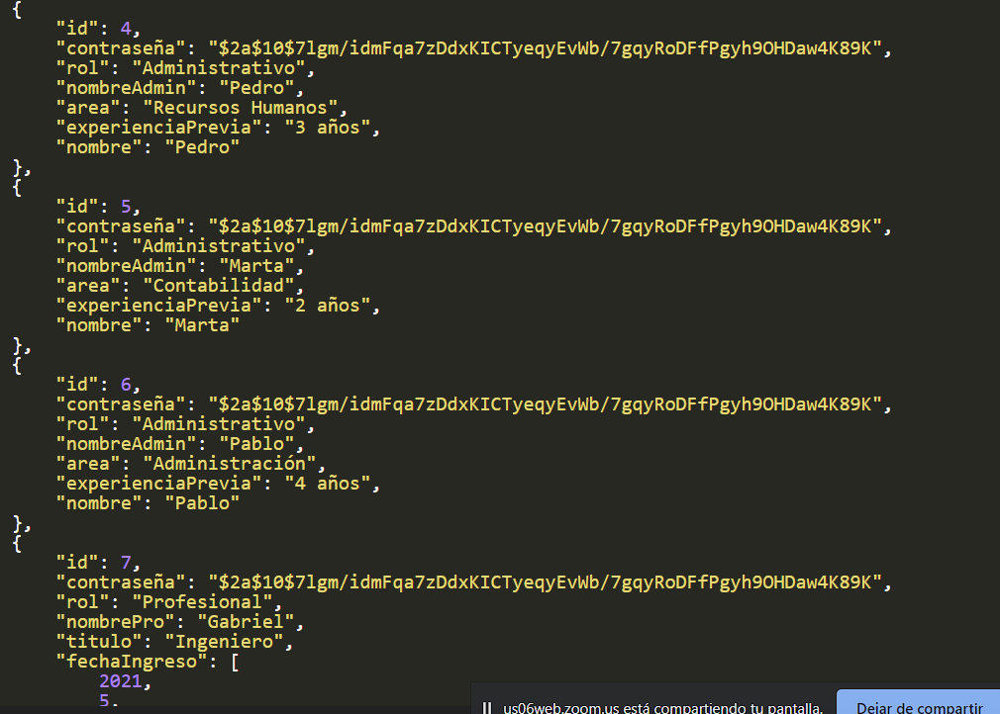 {
"id": 4,
"contraseña": "$2a$10$7lgm/idmFqa7zDdxKICTyeqyEvWb/7gqyRoDFfPgyh9OHDaw4K89K",
"rol": "Administrativo",
"nombreAdmin": "Pedro",
"area": "Recursos Humanos",
"experienciaPrevia": "3 años",
"nombre": "Pedro"
},
{
"id": 5,
"contraseña": "$2a$10$7lgm/idmFqa7zDdxKICTyeqyEvWb/7gqyRoDFfPgyh9OHDaw4K89K",
"rol": "Administrativo",
"nombreAdmin": "Marta",
"area": "Contabilidad",
"experienciaPrevia": "2 años",
"nombre": "Marta"
},
{
"id": 6,
"contraseña": "$2a$10$7lgm/idmFqa7zDdxKICTyeqyEvWb/7gqyRoDFfPgyh9OHDaw4K89K",
"rol": "Administrativo",
"nombreAdmin": "Pablo",
"area": "Administración",
"experienciaPrevia": "4 años",
"nombre": "Pablo"
},
{
"id": 7,
"contraseña": "$2a$10$7lgm/idmFqa7zDdxKICTyeqyEvWb/7gqyRoDFfPgyh9OHDaw4K89K",
"rol": "Profesional",
"nombrePro": "Gabriel",
"titulo": "Ingeniero",
"fechaIngreso": [
2021,
5,
us06web.zoom.us está compartiendo tu pantalla.
Dejar de compartir